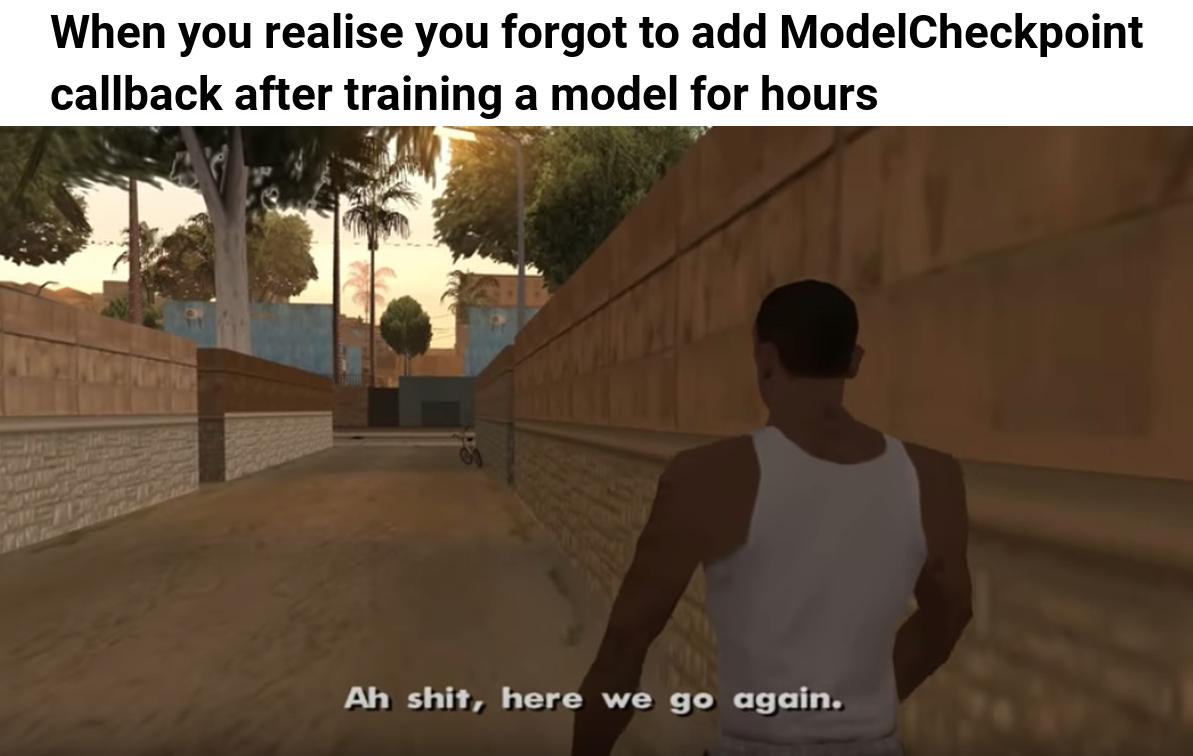 When you realise you forgot to add ModelCheckpoint
callback after training a model for hours
Ah shit, here we go again.